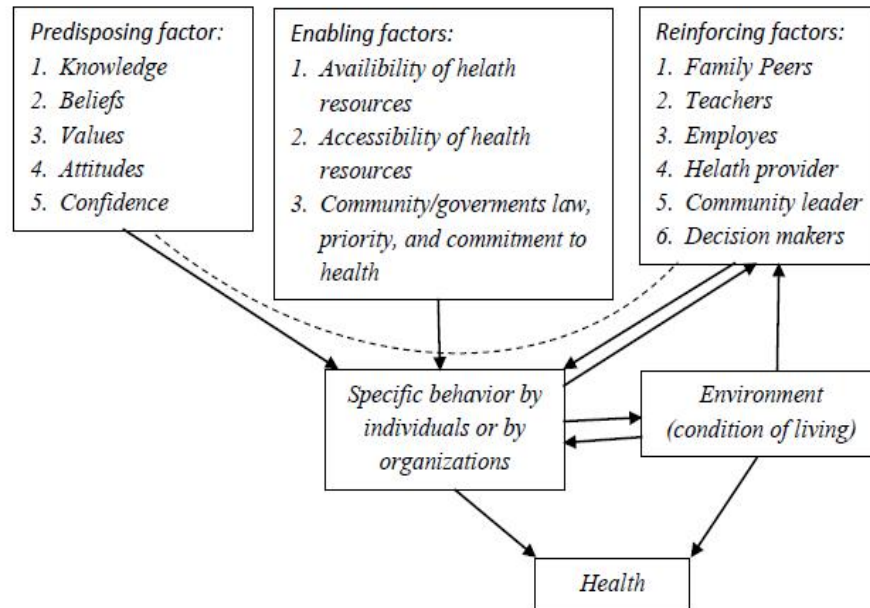 Predisposing factor:
1. Knowledge
2. Beliefs
3. Values
4. Attitudes
5. Confidence
Enabling factors:
1. Availibility of helath
resources
2. Accessibility of health
resources
3. Community/goverments law,
priority, and commitment to
health
Reinforcing factors:
1. Family Peers
2. Teachers
3. Employes
4. Helath provider
5. Community leader
6. Decision makers
Specific behavior by
individuals or by
organizations
Environment
(condition of living)
Health